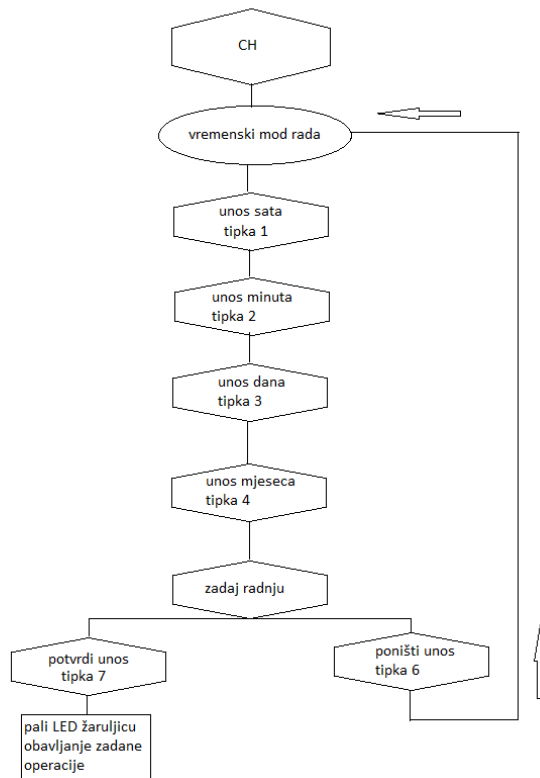 CH
vremenski mod rada
unos sata
tipka 1
unos minuta
tipka 2
unos dana
tipka 3
unos mjeseca
tipka 4
zadaj radnju
potvrdi unos
tipka 7
poništi unos
tipka 6
pali LED žaruljicu
obavljanje zadane
operacije